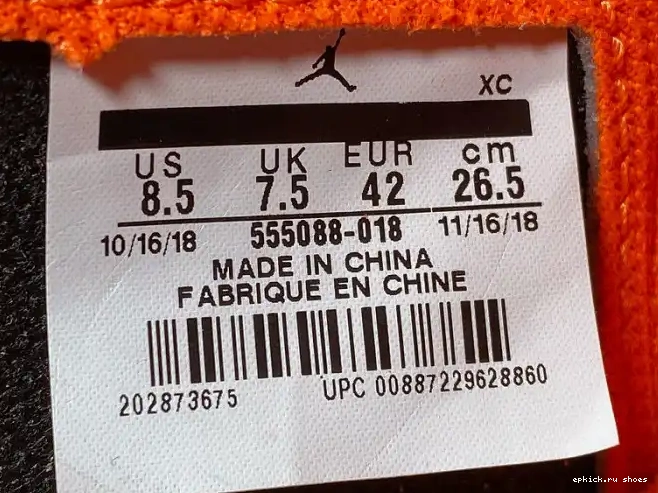 XC
US UK EUR cm
8.5 7.5 42 26.5
10/16/18 555088-018 11/16/18
MADE IN CHINA
FABRIQUE EN CHINE
202873675 UPC 00887229628860
epkick.ru shoes